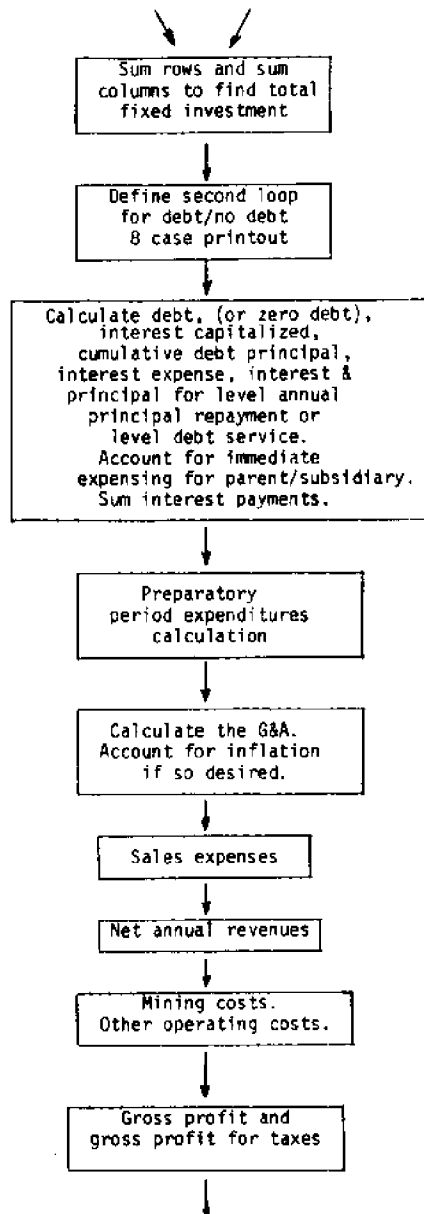 Sum rows and sum
columns to find total
fixed investment
Define second loop
for debt/no debt
8 case printout
Calculate debt, (or zero debt),
interest capitalized,
cumulative debt principal,
interest expense, interest &
principal for level annual
principal repayment or
level debt service.
Account for immediate
expensing for parent/subsidiary.
Sum interest payments.
Preparatory
period expenditures
calculation
Calculate the G&A.
Account for inflation
if so desired.
Sales expenses
Net annual revenues
Mining costs.
Other operating costs.
Gross profit and
gross profit for taxes